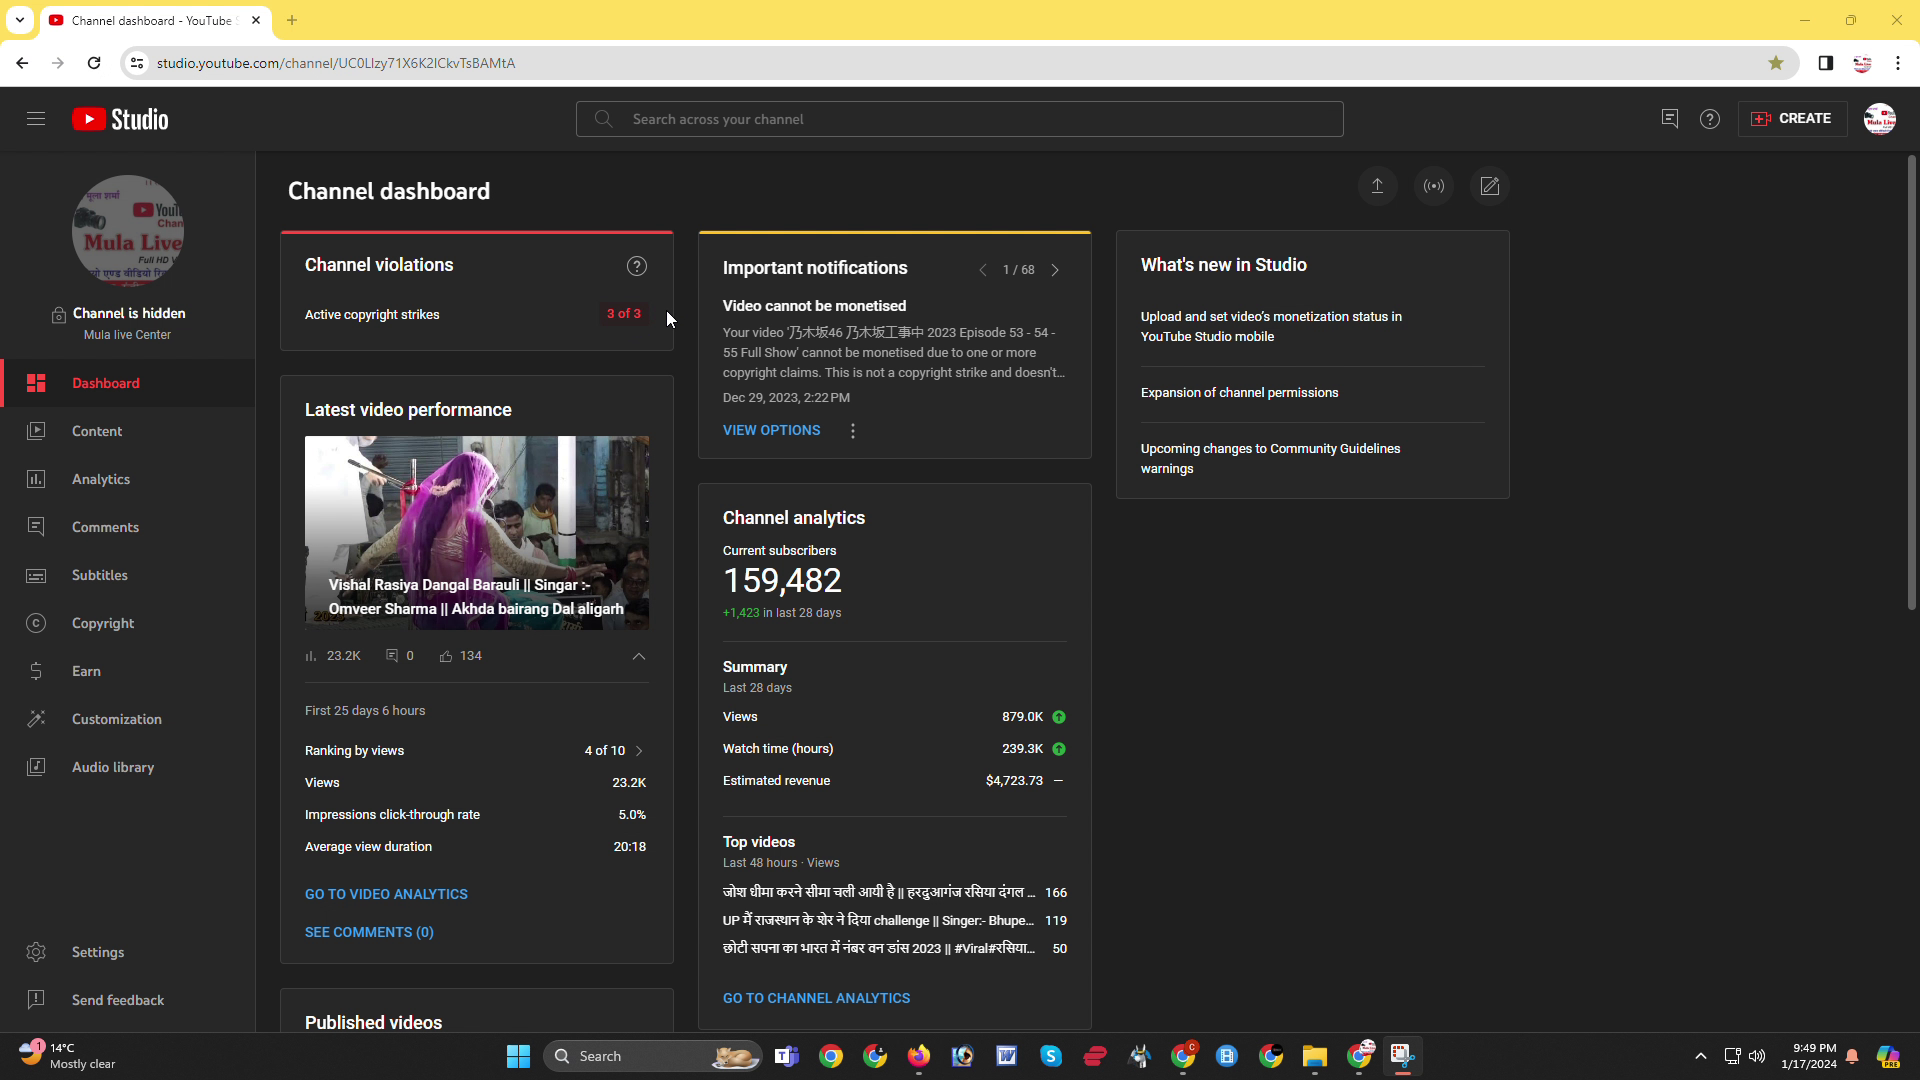 Channel dashboard - YouTube S
studio.youtube.com/channel/UC0LIzy71X6K2ICkvTsBAMtA
Studio
Search across your channel
CREATE
Mula Live
मूला शर्मा
YouT
Chan
Mula Live
Full HD V
Channel is hidden
Mula live Center
Dashboard
Content
Analytics
Comments
Subtitles
Copyright
Earn
Customization
Audio library
Settings
Send feedback
Channel dashboard
Channel violations
Active copyright strikes 3 of 3
Latest video performance
Vishal Rasiya Dangal Barauli || Singar :-
Omveer Sharma || Akhda bairang Dal aligarh
23.2K 0 134
First 25 days 6 hours
Ranking by views 4 of 10
Views 23.2K
Impressions click-through rate 5.0%
Average view duration 20:18
GO TO VIDEO ANALYTICS
SEE COMMENTS (0)
Published videos
Important notifications 1 / 68
Video cannot be monetised
Your video '乃木坂46 乃木坂工事中 2023 Episode 53 - 54 -
55 Full Show' cannot be monetised due to one or more
copyright claims. This is not a copyright strike and doesn't...
Dec 29, 2023, 2:22 PM
VIEW OPTIONS
Channel analytics
Current subscribers
159,482
+1,423 in last 28 days
Summary
Last 28 days
Views 879.0K
Watch time (hours) 239.3K
Estimated revenue $4,723.73 —
Top videos
Last 48 hours · Views
जोश धीमा करने सीमा चली आयी है || हरदुआगंज रसिया दंगल ... 166
UP मैं राजस्थान के शेर ने दिया challenge || Singer:- Bhupe... 119
छोटी सपना का भारत में नंबर वन डांस 2023 || #Viral#रसिया... 50
GO TO CHANNEL ANALYTICS
What's new in Studio
Upload and set video's monetization status in
YouTube Studio mobile
Expansion of channel permissions
Upcoming changes to Community Guidelines
warnings
1
14°C
Mostly clear
Search
9:49 PM
1/17/2024
PRE